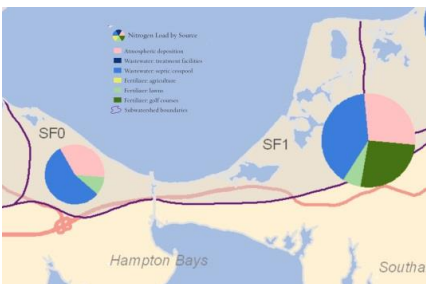 Nitrogen Load by Source
Atmospheric deposition
Wastewater: treatment facilities
Wastewater: septic/cesspool
Fertilizer: agriculture
Fertilizer: lawns
Fertilizer: golf courses
Subwatershed boundaries
SF0
SF1
Hampton Bays
Southa